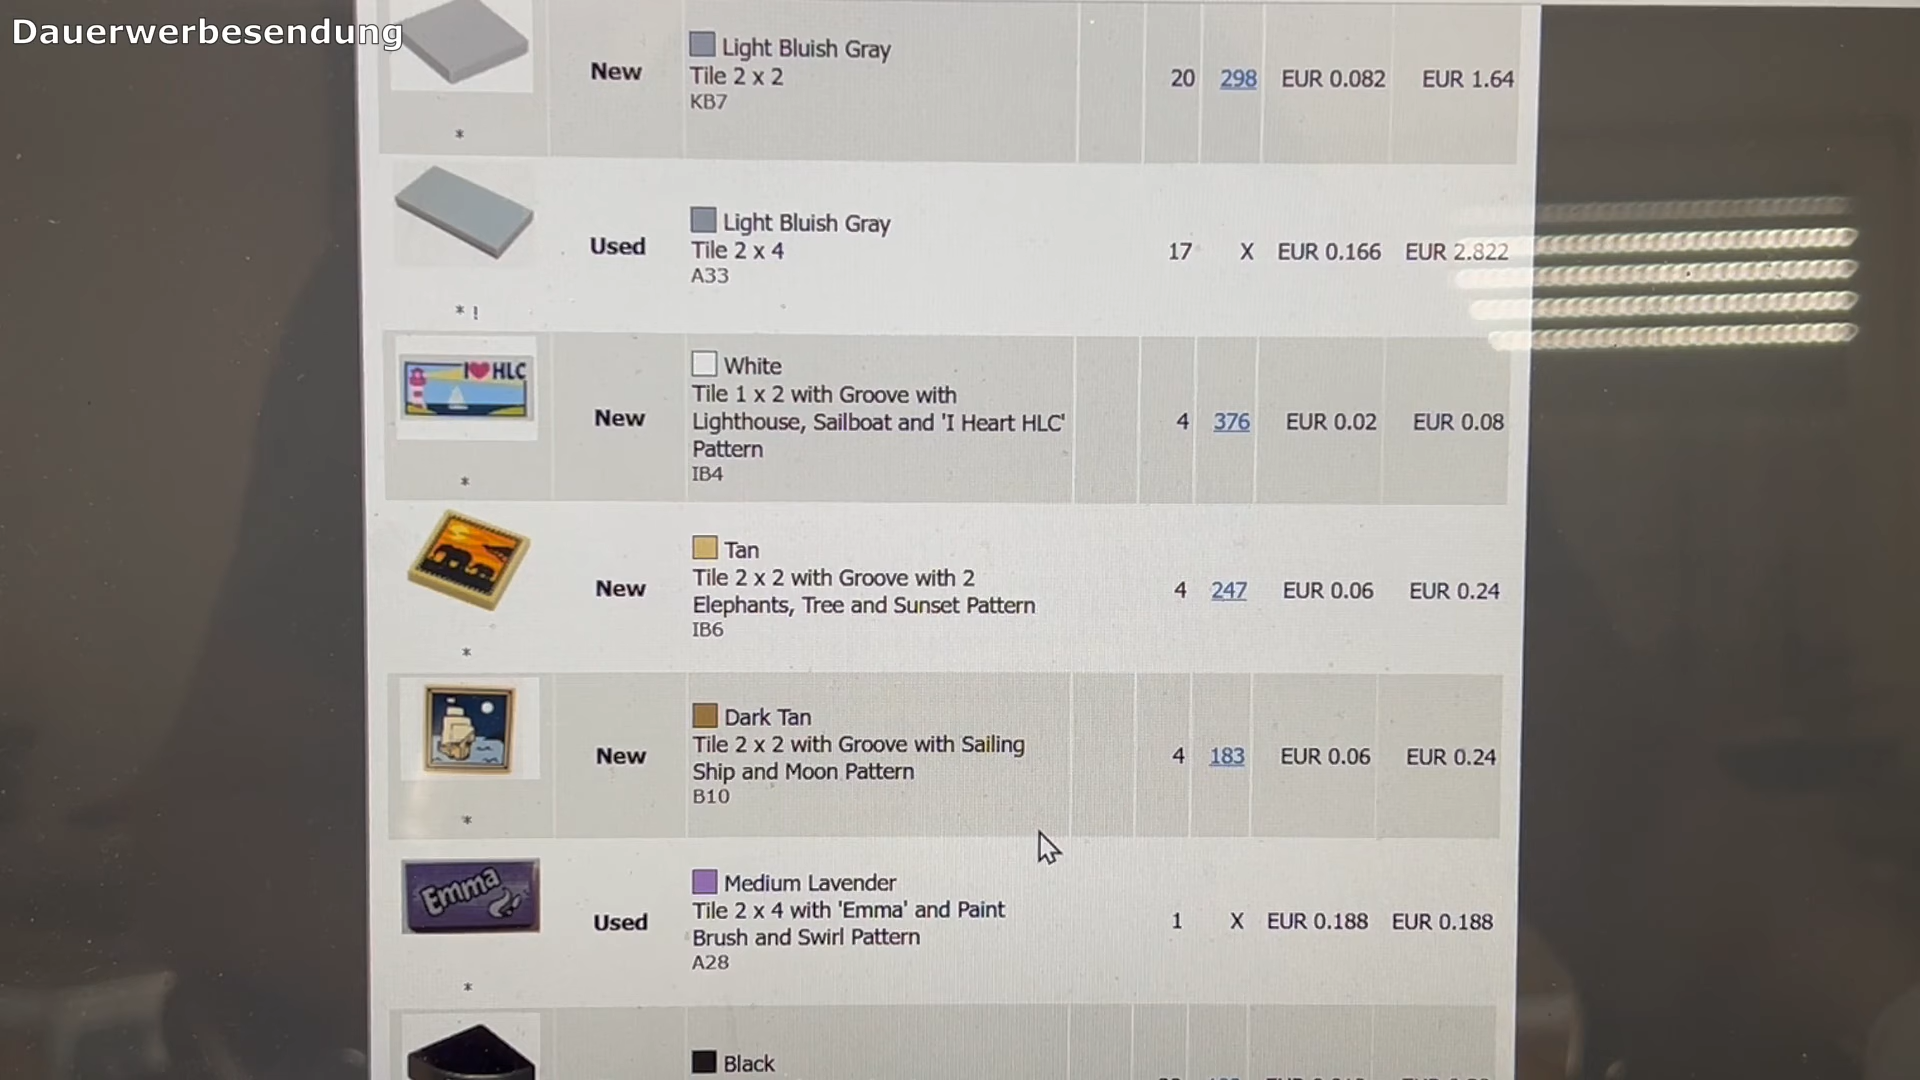 Dauerwerbesendung
New Light Bluish Gray 20 298 EUR 0.082 EUR 1.64
Tile 2 x 2
KB7
*
Used Light Bluish Gray 17 X EUR 0.166 EUR 2.822
Tile 2 x 4
A33
* !
I HLC
New White 4 376 EUR 0.02 EUR 0.08
Tile 1 x 2 with Groove with
Lighthouse, Sailboat and 'I Heart HLC'
Pattern
IB4
*
New Tan 4 247 EUR 0.06 EUR 0.24
Tile 2 x 2 with Groove with 2
Elephants, Tree and Sunset Pattern
IB6
*
New Dark Tan 4 183 EUR 0.06 EUR 0.24
Tile 2 x 2 with Groove with Sailing
Ship and Moon Pattern
B10
*
Emma
Used Medium Lavender 1 X EUR 0.188 EUR 0.188
Tile 2 x 4 with 'Emma' and Paint
Brush and Swirl Pattern
A28
*
Black